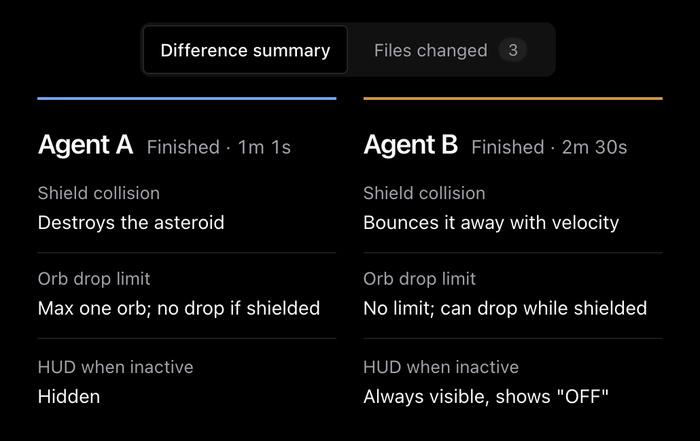 Difference summary
Files changed 3
Agent A Finished · 1m 1s
Shield collision
Destroys the asteroid
Orb drop limit
Max one orb; no drop if shielded
HUD when inactive
Hidden
Agent B Finished · 2m 30s
Shield collision
Bounces it away with velocity
Orb drop limit
No limit; can drop while shielded
HUD when inactive
Always visible, shows "OFF"